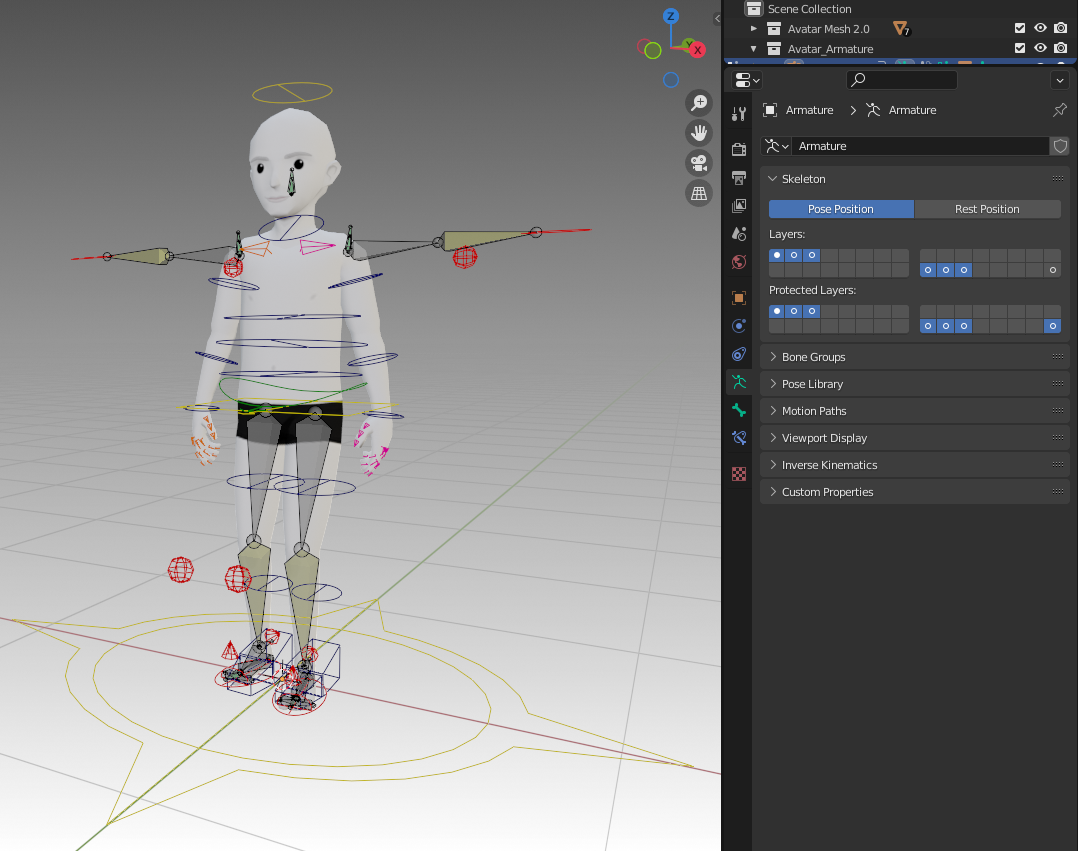 Scene Collection
Avatar Mesh 2.0
7
Avatar_Armature
Z
Y
X
Armature
Armature
Armature
Skeleton
Pose Position
Rest Position
Layers:
Protected Layers:
Bone Groups
Pose Library
Motion Paths
Viewport Display
Inverse Kinematics
Custom Properties